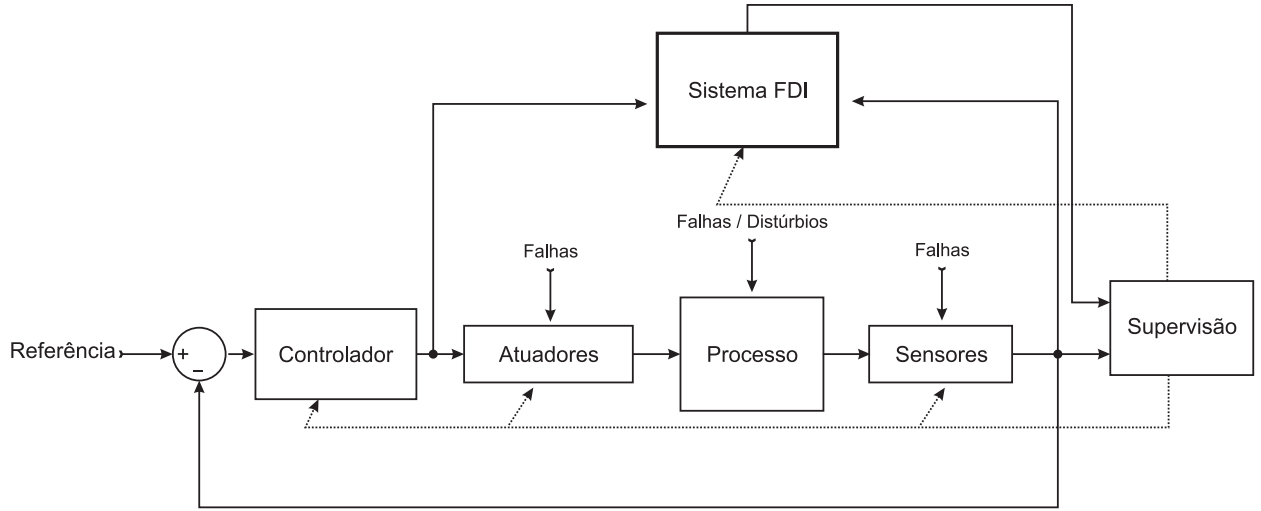 Sistema FDI
Falhas / Distúrbios
Falhas
Falhas
Referência
+
−
Controlador
Atuadores
Processo
Sensores
Supervisão